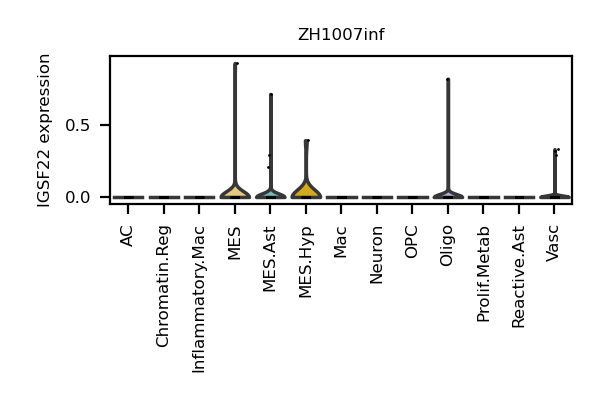 ZH1007inf
IGSF22 expression
0.5
0.0
AC
Chromatin.Reg
Inflammatory.Mac
MES
MES.Ast
MES.Hyp
Mac
Neuron
OPC
Oligo
Prolif.Metab
Reactive.Ast
Vasc